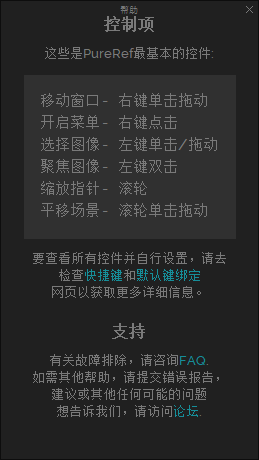 帮助
控制项
这些是PureRef最基本的控件:
移动窗口 - 右键单击拖动
开启菜单 - 右键点击
选择图像 - 左键单击/拖动
聚焦图像 - 左键双击
缩放指针 - 滚轮
平移场景 - 滚轮单击拖动
要查看所有控件并自行设置，请去
检查快捷键和默认键绑定
网页以获取更多详细信息。
支持
有关故障排除，请咨询FAQ.
如需其他帮助，请提交错误报告，
建议或其他任何可能的问题
想告诉我们，请访问论坛.